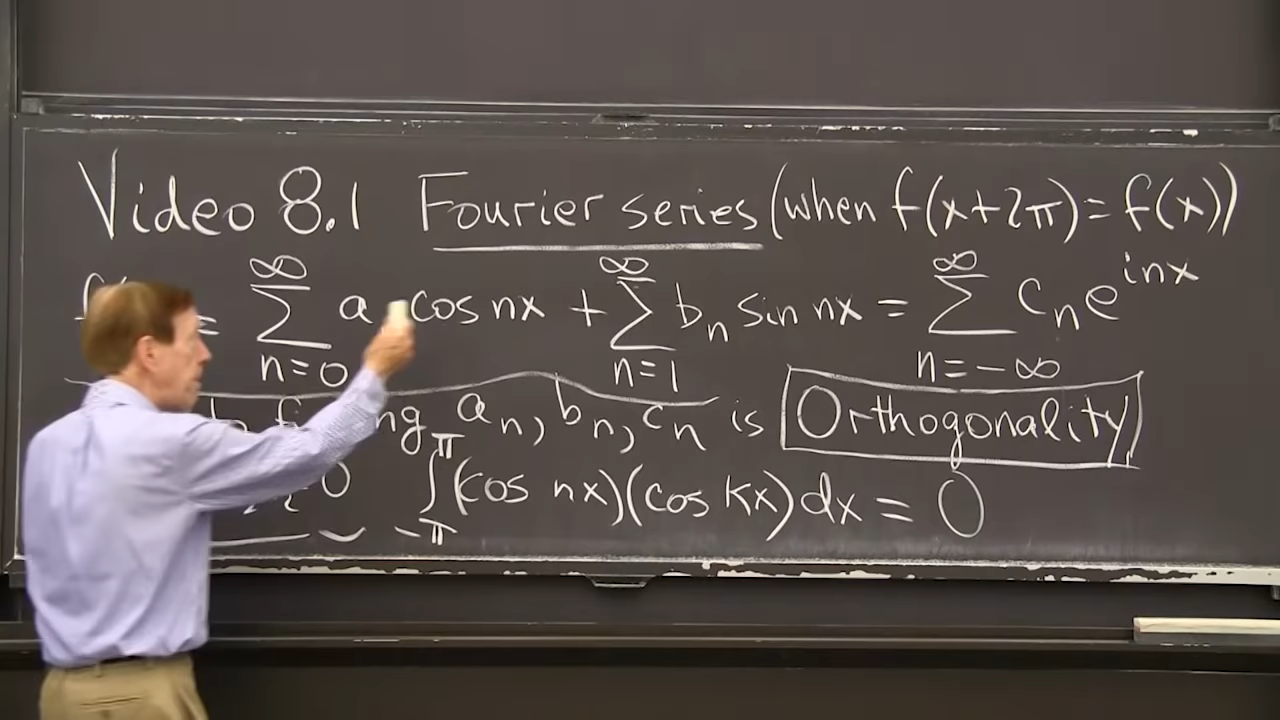 Video 8.1 Fourier series (when f(x+2π) = f(x))
= ∞ Σ n=0 a cos nx + ∞ Σ n=1 bₙ sin nx = ∞ Σ n=-∞ cₙ e^{inx}
aₙ, bₙ, cₙ is Orthogonality
0 ∫_{-π}^{π} (cos nx)(cos kx) dx = 0